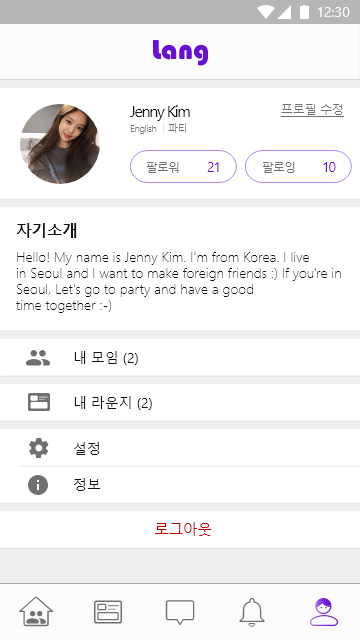 12:30
Lang
Jenny Kim
프로필 수정
English | 파티
팔로워 21
팔로잉 10
자기소개
Hello! My name is Jenny Kim. I'm from Korea. I live
in Seoul and I want to make foreign friends :) If you're in
Seoul, Let's go to party and have a good
time together :-)
내 모임 (2)
내 라운지 (2)
설정
정보
로그아웃